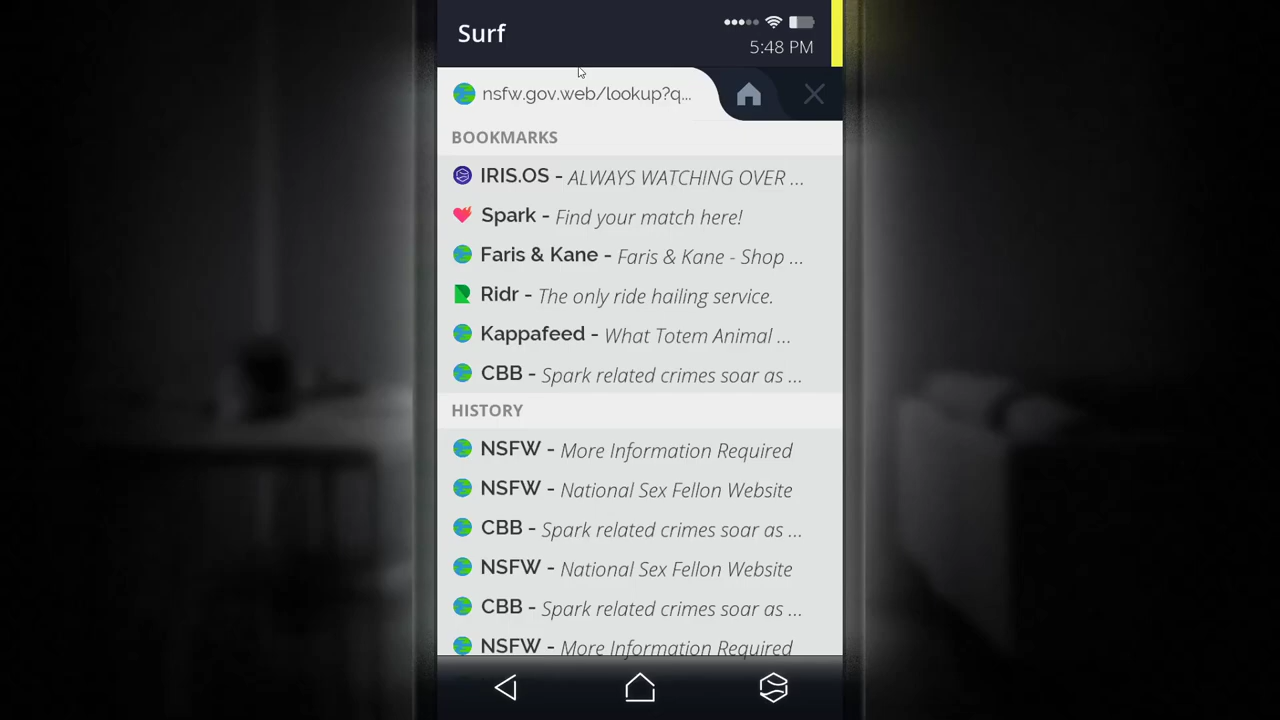 Surf
5:48 PM
nsfw.gov.web/lookup?q...
BOOKMARKS
IRIS.OS - ALWAYS WATCHING OVER ...
Spark - Find your match here!
Faris & Kane - Faris & Kane - Shop ...
Ridr - The only ride hailing service.
Kappafeed - What Totem Animal ...
CBB - Spark related crimes soar as ...
HISTORY
NSFW - More Information Required
NSFW - National Sex Fellon Website
CBB - Spark related crimes soar as ...
NSFW - National Sex Fellon Website
CBB - Spark related crimes soar as ...
NSFW - More Information Required